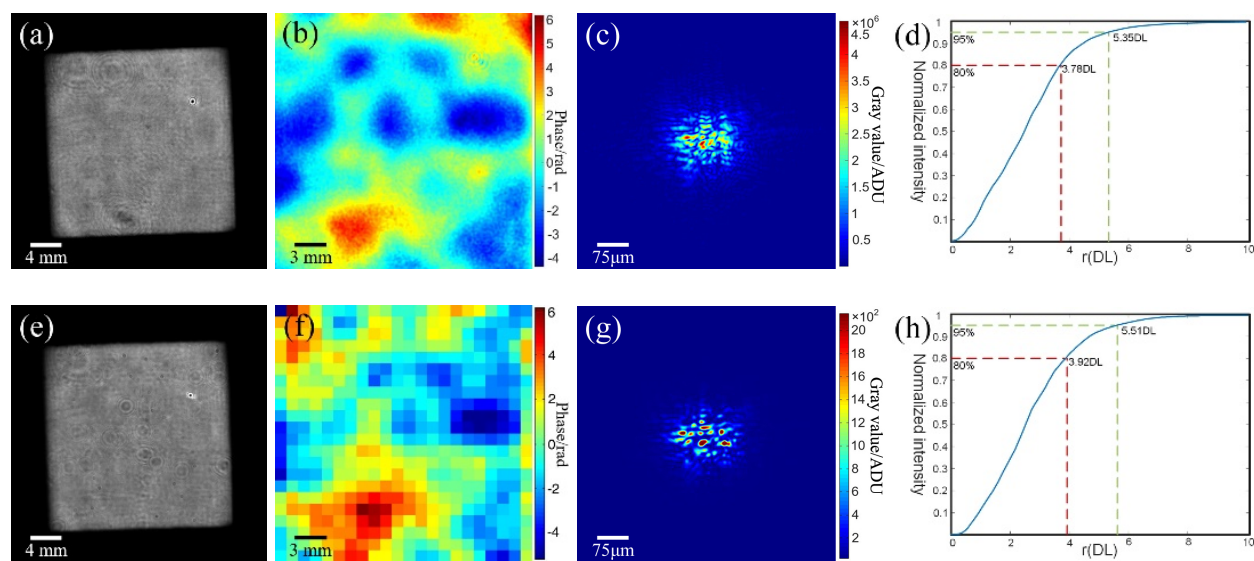 (a)
4 mm
(b)
3 mm
6
5
4
3
2
1
0
-1
-2
-3
-4
Phase/rad
(c)
75μm
×10⁶
4.5
4
3.5
3
2.5
2
1.5
1
0.5
Gray value/ADU
(d)
Normalized intensity
1
95%
0.9
0.8
80%
0.7
0.6
0.5
0.4
0.3
0.2
0.1
5.35DL
3.78DL
0 2 4 6 8 10
r(DL)
(e)
4 mm
(f)
3 mm
6
4
2
0
-2
-4
Phase/rad
(g)
75μm
×10²
20
18
16
14
12
10
8
6
4
2
Gray value/ADU
(h)
Normalized intensity
1
95%
0.9
0.8
80%
0.7
0.6
0.5
0.4
0.3
0.2
0.1
5.51DL
3.92DL
0 2 4 6 8 10
r(DL)